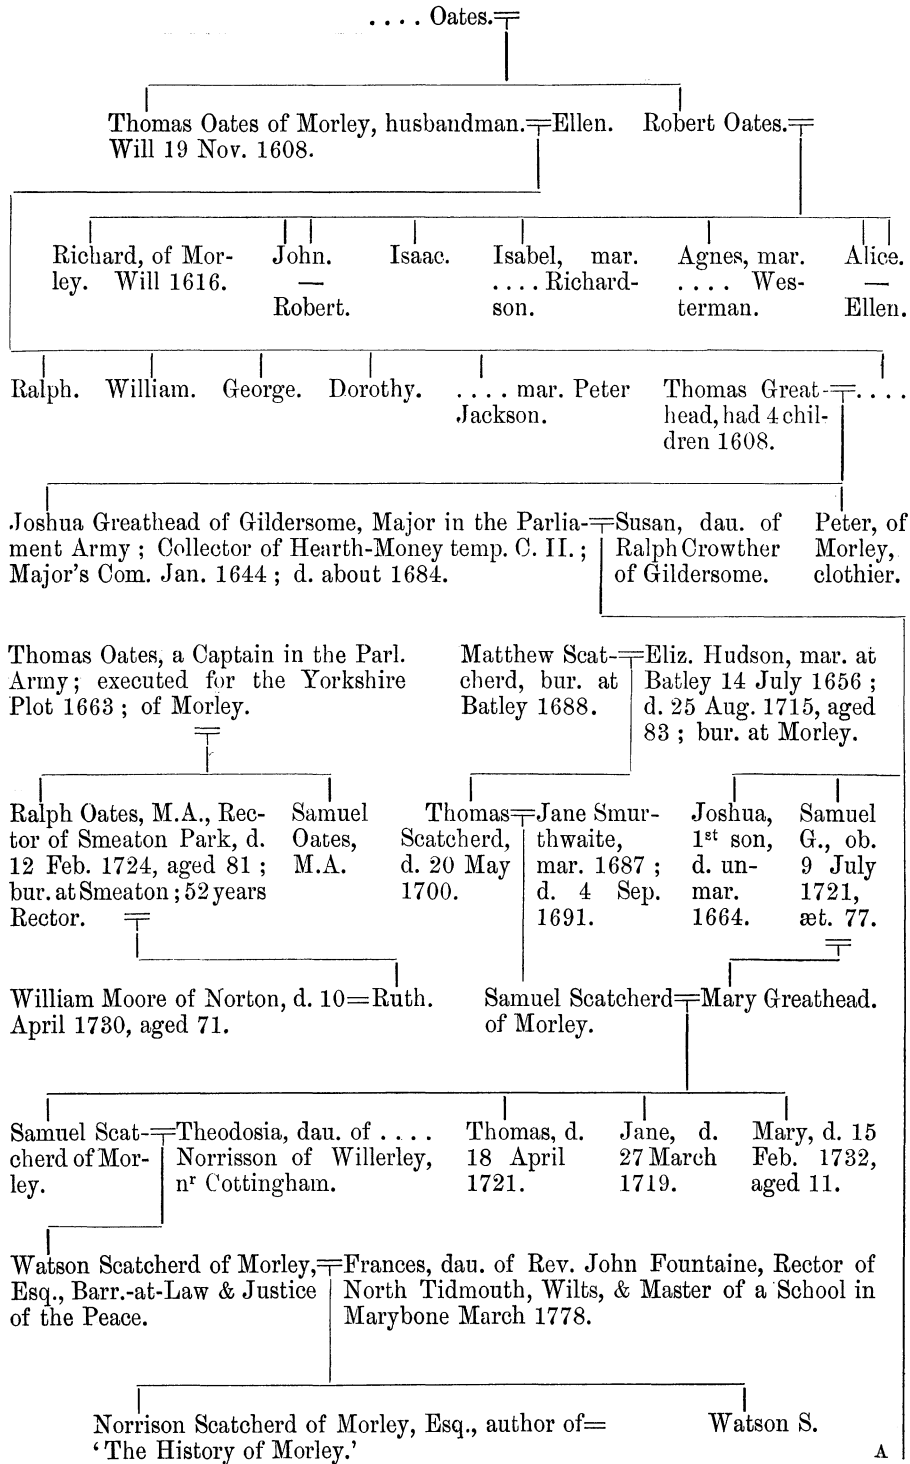 .... Oates.
Thomas Oates of Morley, husbandman.=Ellen. Robert Oates.=
Will 19 Nov. 1608.
Richard, of Mor-
ley. Will 1616.
John.
—
Robert.
Isaac.
Isabel, mar.
.... Richard-
son.
Agnes, mar.
.... Wes-
terman.
Alice.
—
Ellen.
Ralph. William. George. Dorothy.
.... mar. Peter
Jackson.
Thomas Great-=....
head, had 4 chil-
dren 1608.
Joshua Greathead of Gildersome, Major in the Parlia-
ment Army ; Collector of Hearth-Money temp. C. II. ;
Major's Com. Jan. 1644 ; d. about 1684.
=Susan, dau. of
Ralph Crowther
of Gildersome.
Peter, of
Morley,
clothier.
Thomas Oates, a Captain in the Parl.
Army ; executed for the Yorkshire
Plot 1663 ; of Morley.
Matthew Scat-
cherd, bur. at
Batley 1688.
=Eliz. Hudson, mar. at
Batley 14 July 1656 ;
d. 25 Aug. 1715, aged
83 ; bur. at Morley.
Ralph Oates, M.A., Rec-
tor of Smeaton Park, d.
12 Feb. 1724, aged 81 ;
bur. at Smeaton ; 52 years
Rector.
Samuel
Oates,
M.A.
Thomas
Scatcherd,
d. 20 May
1700.
=Jane Smur-
thwaite,
mar. 1687 ;
d. 4 Sep.
1691.
Joshua,
1st son,
d. un-
mar.
1664.
Samuel
G., ob.
9 July
1721,
æt. 77.
William Moore of Norton, d. 10=Ruth.
April 1730, aged 71.
Samuel Scatcherd=Mary Greathead.
of Morley.
Samuel Scat-
cherd of Mor-
ley.
=Theodosia, dau. of ....
Norrisson of Willerley,
nr Cottingham.
Thomas, d.
18 April
1721.
Jane, d.
27 March
1719.
Mary, d. 15
Feb. 1732,
aged 11.
Watson Scatcherd of Morley,
Esq., Barr.-at-Law & Justice
of the Peace.
=Frances, dau. of Rev. John Fountaine, Rector of
North Tidmouth, Wilts, & Master of a School in
Marybone March 1778.
Norrison Scatcherd of Morley, Esq., author of=
‘The History of Morley.’
Watson S.
A